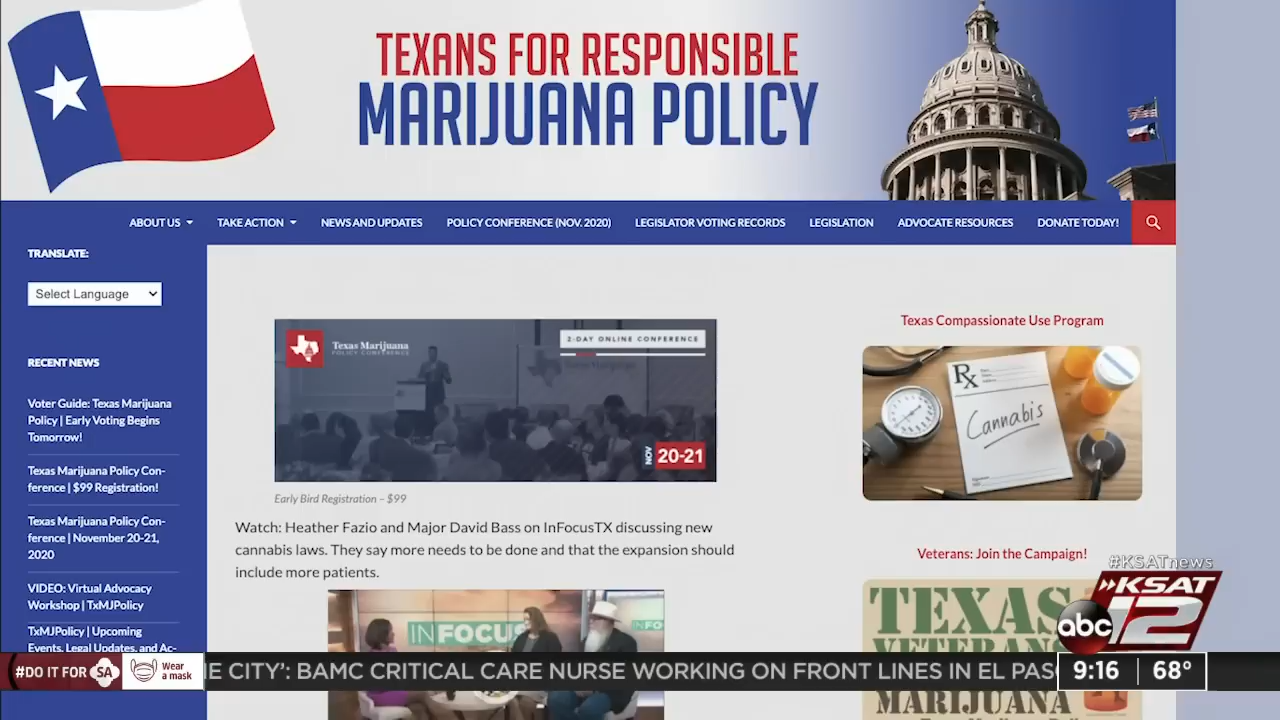 TEXANS FOR RESPONSIBLE
MARIJUANA POLICY
ABOUT US
TAKE ACTION
NEWS AND UPDATES
POLICY CONFERENCE (NOV. 2020)
LEGISLATOR VOTING RECORDS
LEGISLATION
ADVOCATE RESOURCES
DONATE TODAY!
TRANSLATE:
Select Language
RECENT NEWS
Voter Guide: Texas Marijuana
Policy | Early Voting Begins
Tomorrow!
Texas Marijuana Policy Con-
ference | $99 Registration!
Texas Marijuana Policy Con-
ference | November 20-21,
2020
VIDEO: Virtual Advocacy
Workshop | TxMJPolicy
TxMJPolicy | Upcoming
Events, Legal Updates, and Ac-
Texas Marijuana
POLICY CONFERENCE
2-DAY ONLINE CONFERENCE
NOV
20-21
Early Bird Registration – $99
Watch: Heather Fazio and Major David Bass on InFocusTX discussing new
cannabis laws. They say more needs to be done and that the expansion should
include more patients.
INFOCUS
INFO
Texas Compassionate Use Program
Rx
Cannabis
Veterans: Join the Campaign!
TEXAS
VETERANS
MARIJUANA
#KSATnews
KSAT
abc
12
#DO IT FOR SA
Wear
a mask
E CITY': BAMC CRITICAL CARE NURSE WORKING ON FRONT LINES IN EL PAS
9:16
68°